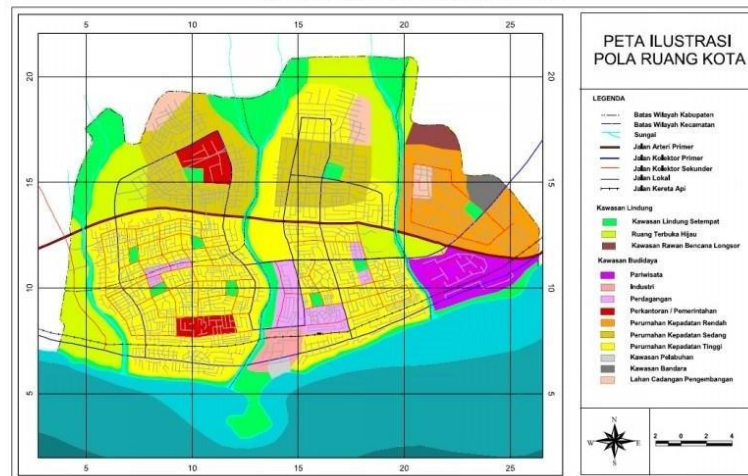 5
10
15
20
25
20
15
10
5
20
15
10
5
5
10
15
20
25
PETA ILUSTRASI
POLA RUANG KOTA
LEGENDA
Batas Wilayah Kabupaten
Batas Wilayah Kecamatan
Sungai
Jalan Arteri Primer
Jalan Kolektor Primer
Jalan Kolektor Sekunder
Jalan Lokal
Jalan Kereta Api
Kawasan Lindung
Kawasan Lindung Setempat
Ruang Terbuka Hijau
Kawasan Rawan Bencana Longsor
Kawasan Budidaya
Pariwisata
Industri
Perdagangan
Perkantoran / Pemerintahan
Perumahan Kepadatan Rendah
Perumahan Kepadatan Sedang
Perumahan Kepadatan Tinggi
Kawasan Pelabuhan
Kawasan Bandara
Lahan Cadangan Pengembangan
N
W E
S
2 0 2 4